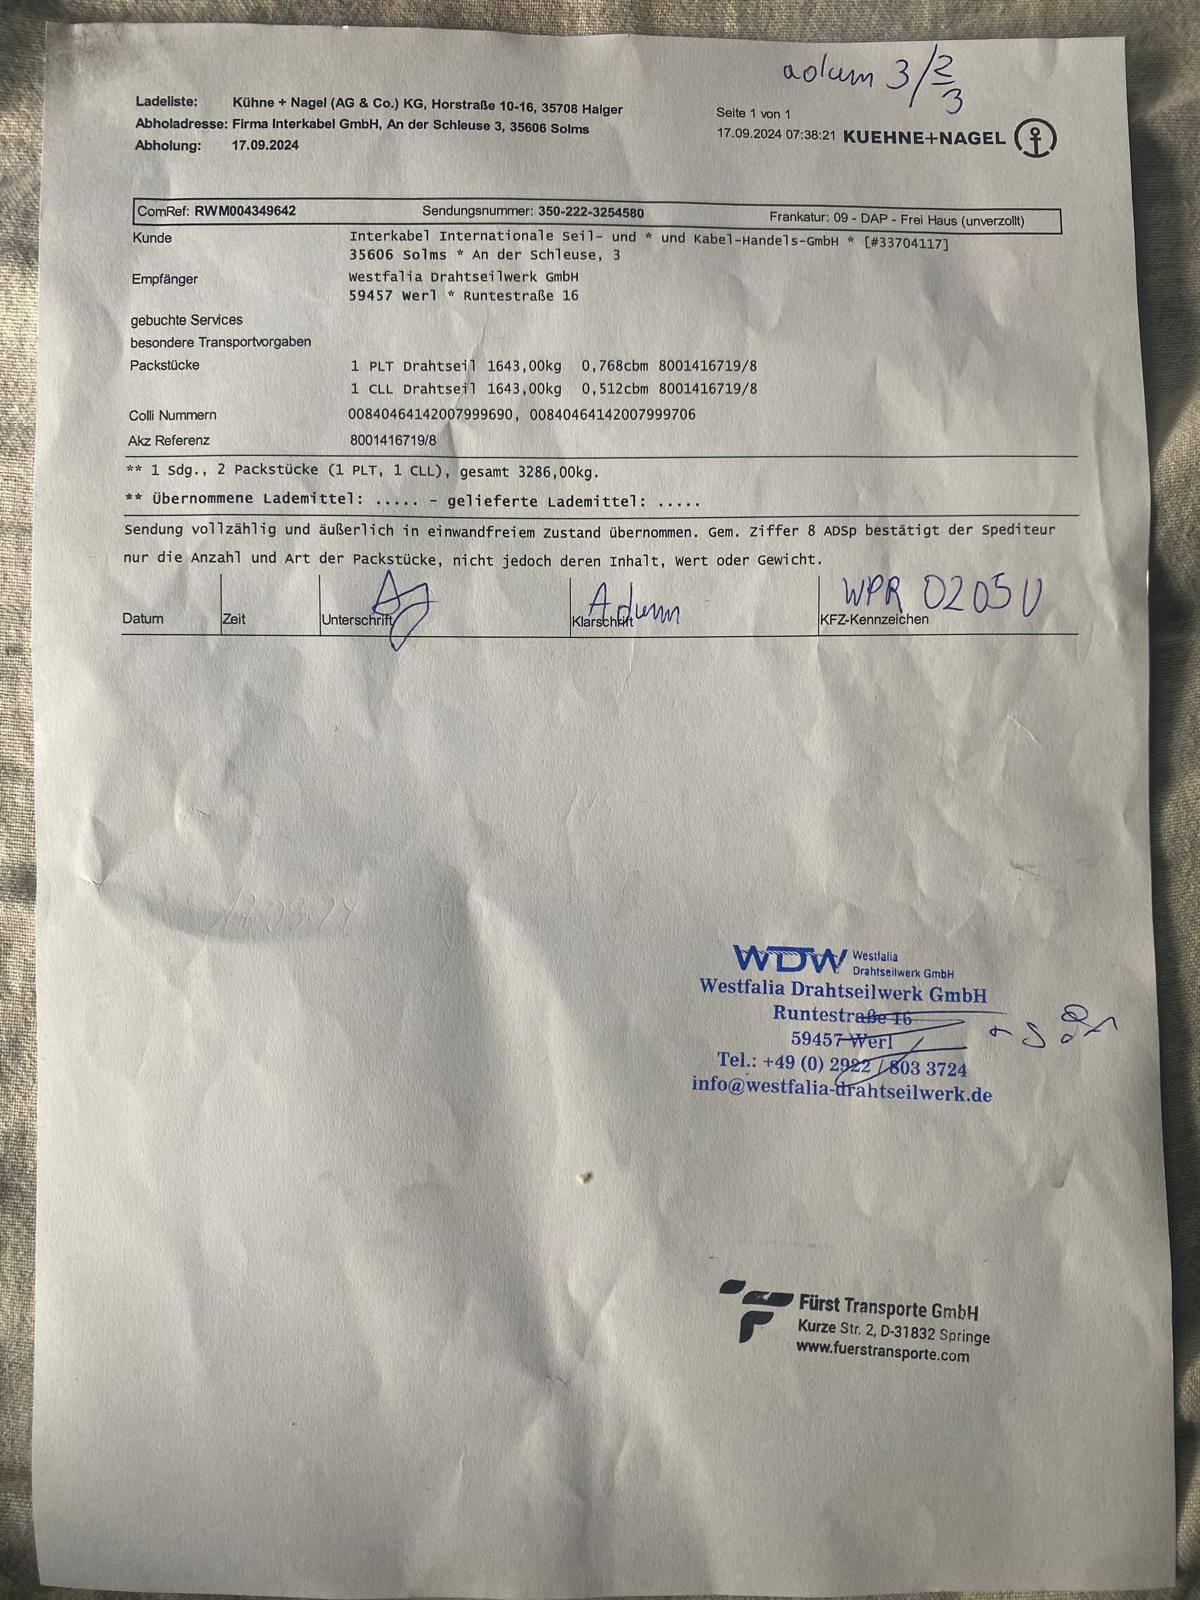 adam 3/2/3
Ladeliste: Kühne + Nagel (AG & Co.) KG, Horstraße 10-16, 35708 Haiger
Abholadresse: Firma Interkabel GmbH, An der Schleuse 3, 35606 Solms
Abholung: 17.09.2024
Seite 1 von 1
17.09.2024 07:38:21 KUEHNE+NAGEL
ComRef: RWM004349642 Sendungsnummer: 350-222-3254580 Frankatur: 09 - DAP - Frei Haus (unverzollt)
Kunde Interkabel Internationale Seil- und * und Kabel-Handels-GmbH * [#33704117]
35606 Solms * An der Schleuse, 3
Empfänger Westfalia Drahtseilwerk GmbH
59457 Werl * Runtestraße 16
gebuchte Services
besondere Transportvorgaben
Packstücke 1 PLT Drahtseil 1643,00kg 0,768cbm 8001416719/8
1 CLL Drahtseil 1643,00kg 0,512cbm 8001416719/8
Colli Nummern 00840464142007999690, 00840464142007999706
Akz Referenz 8001416719/8
** 1 Sdg., 2 Packstücke (1 PLT, 1 CLL), gesamt 3286,00kg.
** Übernommene Lademittel: ..... - gelieferte Lademittel: .....
Sendung vollzählig und äußerlich in einwandfreiem Zustand übernommen. Gem. Ziffer 8 ADSp bestätigt der Spediteur
nur die Anzahl und Art der Packstücke, nicht jedoch deren Inhalt, Wert oder Gewicht.
Adam WPR 0205U
Datum Zeit Unterschrift Klarschrift KFZ-Kennzeichen
17.09.24
WDW Westfalia
Drahtseilwerk GmbH
Westfalia Drahtseilwerk GmbH
Runtestraße 16
59457 Werl
Tel.: +49 (0) 2922 / 803 3724
info@westfalia-drahtseilwerk.de
Fürst Transporte GmbH
Kurze Str. 2, D-31832 Springe
www.fuerstransporte.com